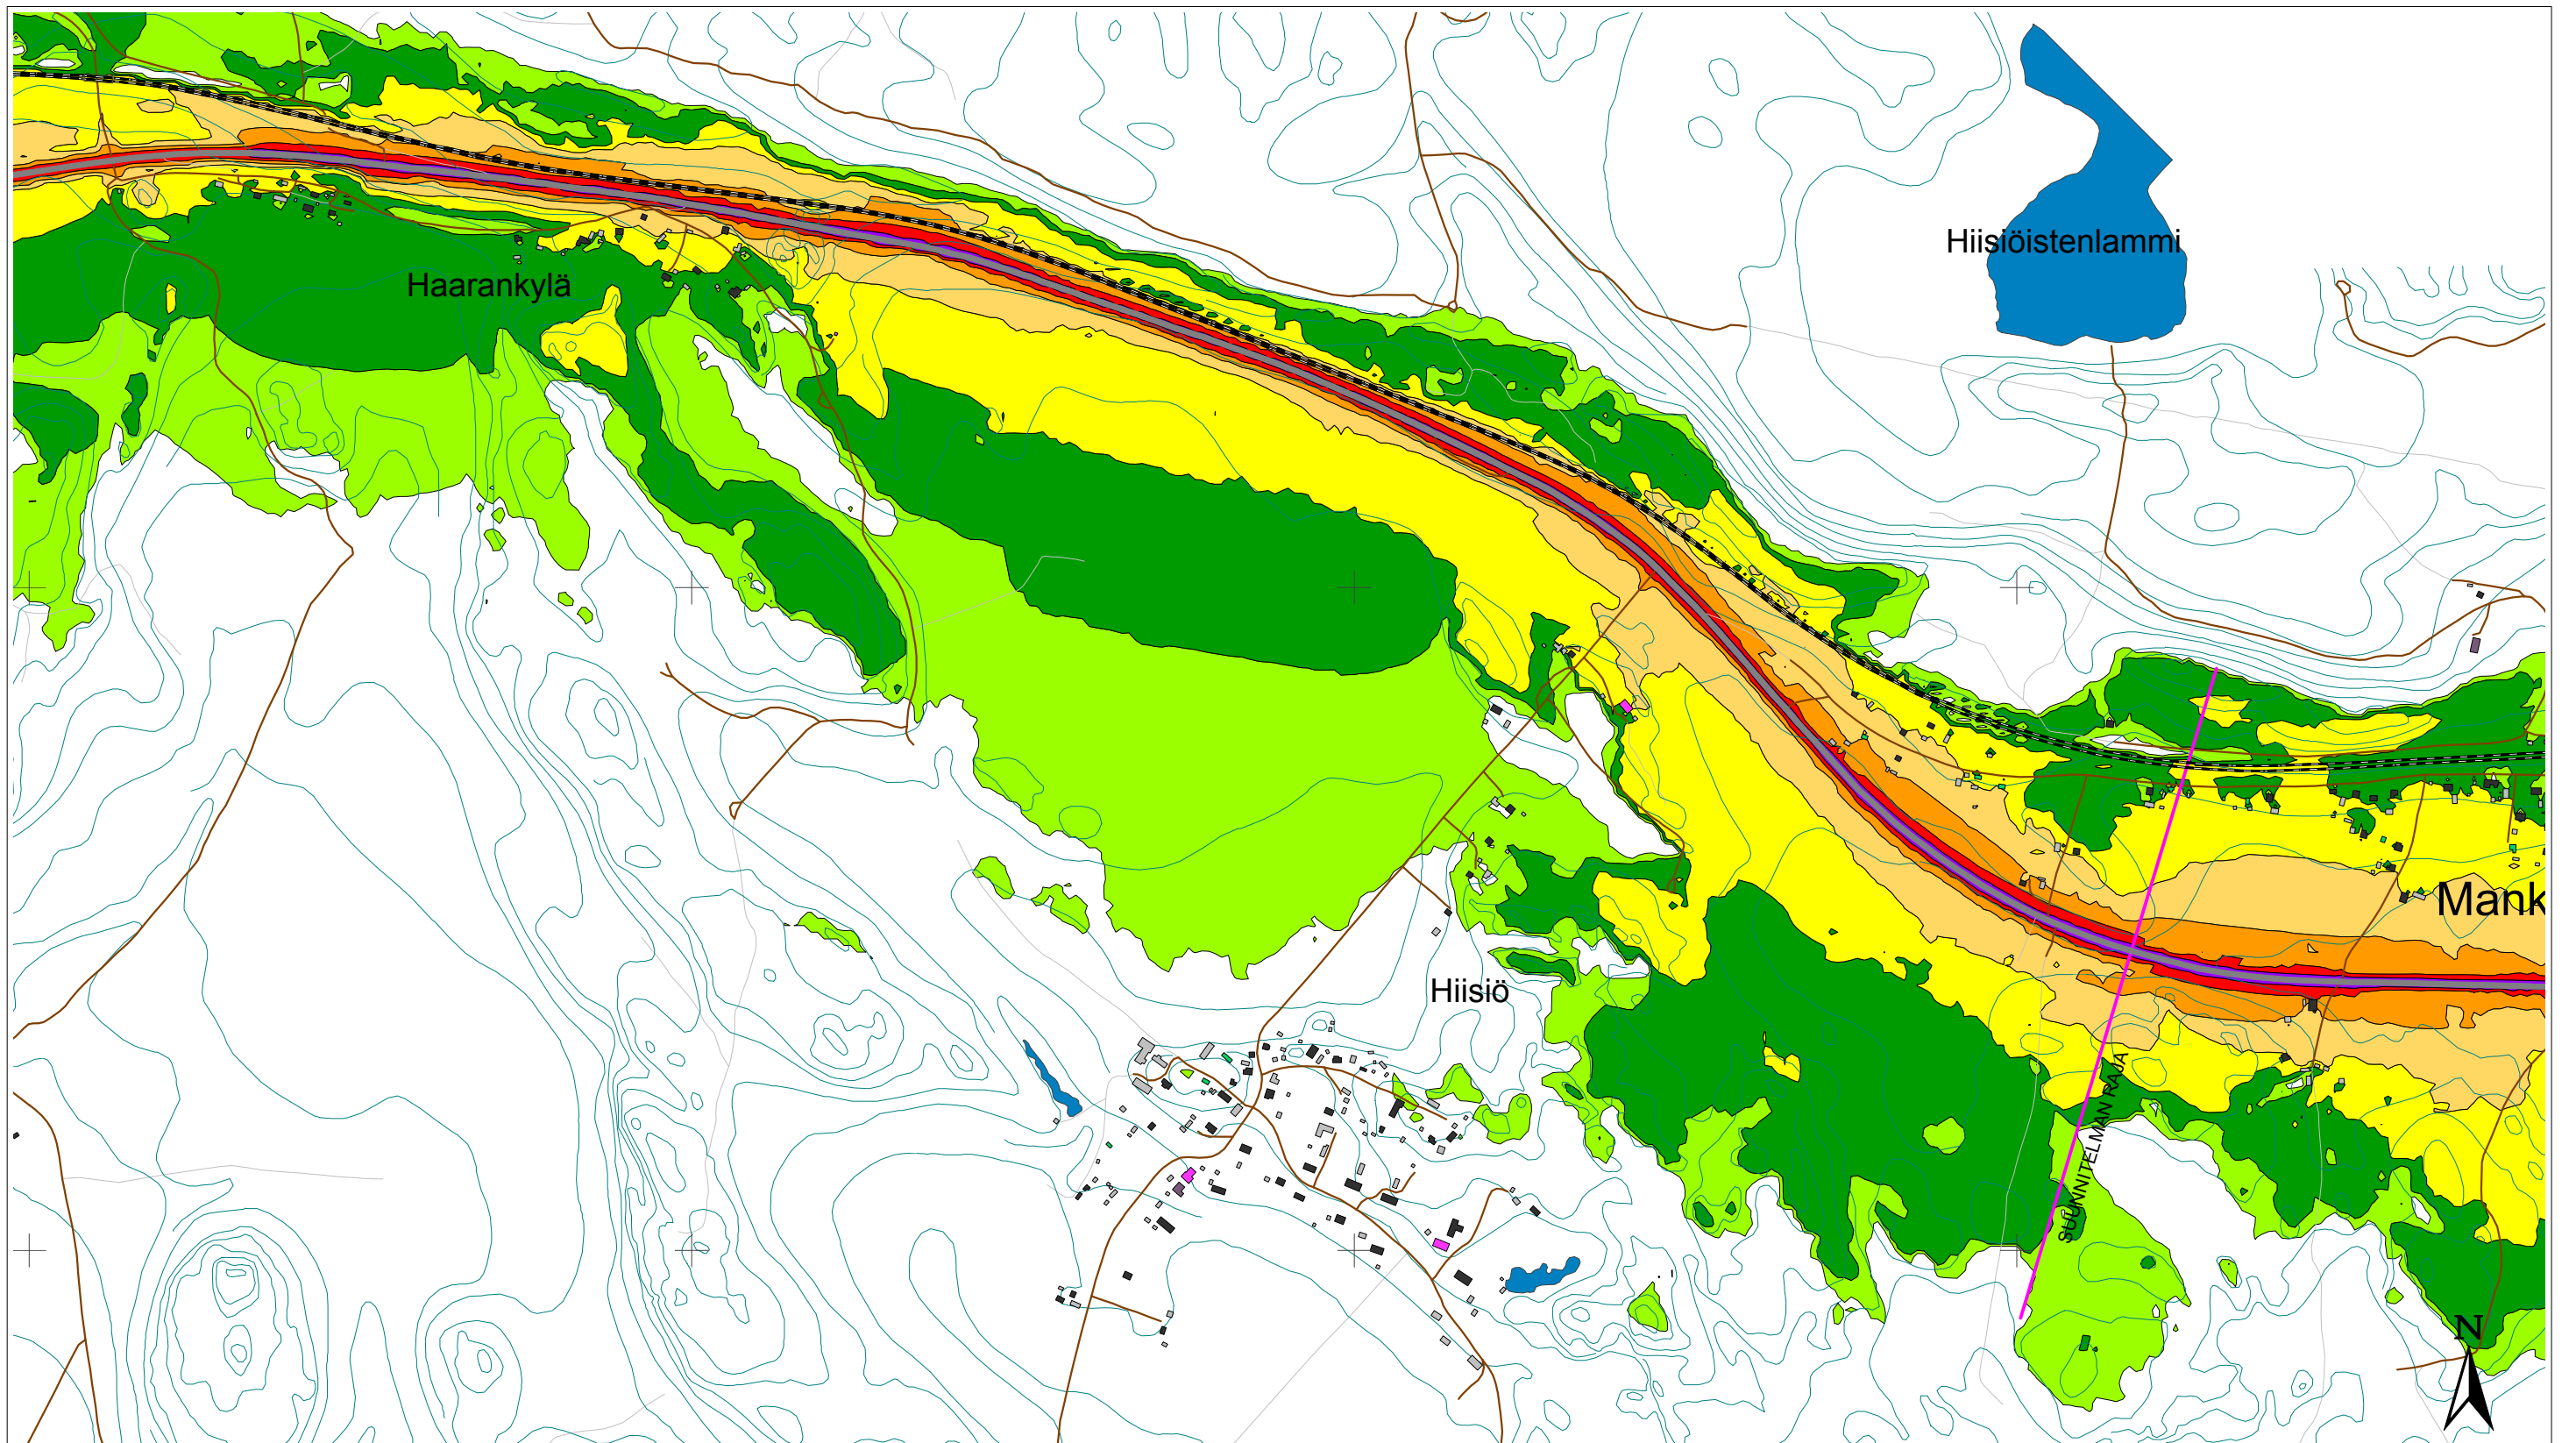 Hiisiöistenlammi
Haarankylä
Mank
Hiisiö
SUUNNITELMAN RAJA
N